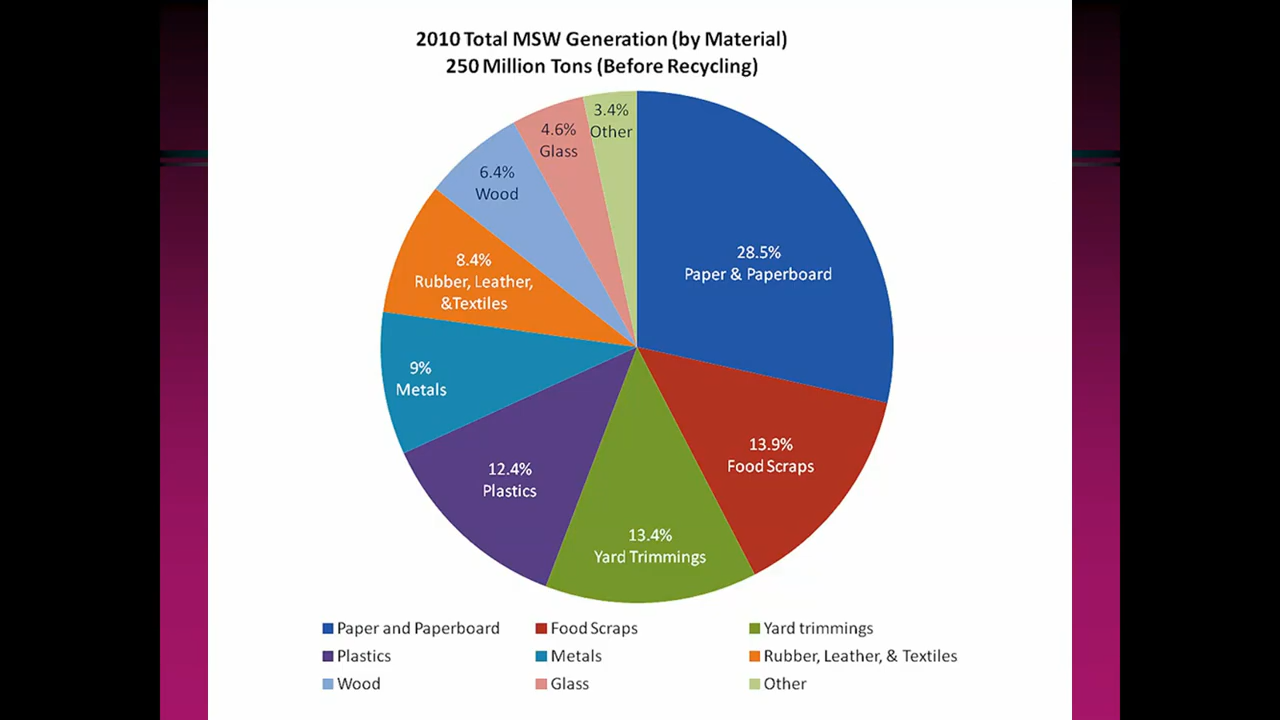 2010 Total MSW Generation (by Material)
250 Million Tons (Before Recycling)
3.4%
Other
4.6%
Glass
6.4%
Wood
28.5%
Paper & Paperboard
8.4%
Rubber, Leather,
&Textiles
9%
Metals
13.9%
Food Scraps
12.4%
Plastics
13.4%
Yard Trimmings
Paper and Paperboard
Food Scraps
Yard trimmings
Plastics
Metals
Rubber, Leather, & Textiles
Wood
Glass
Other